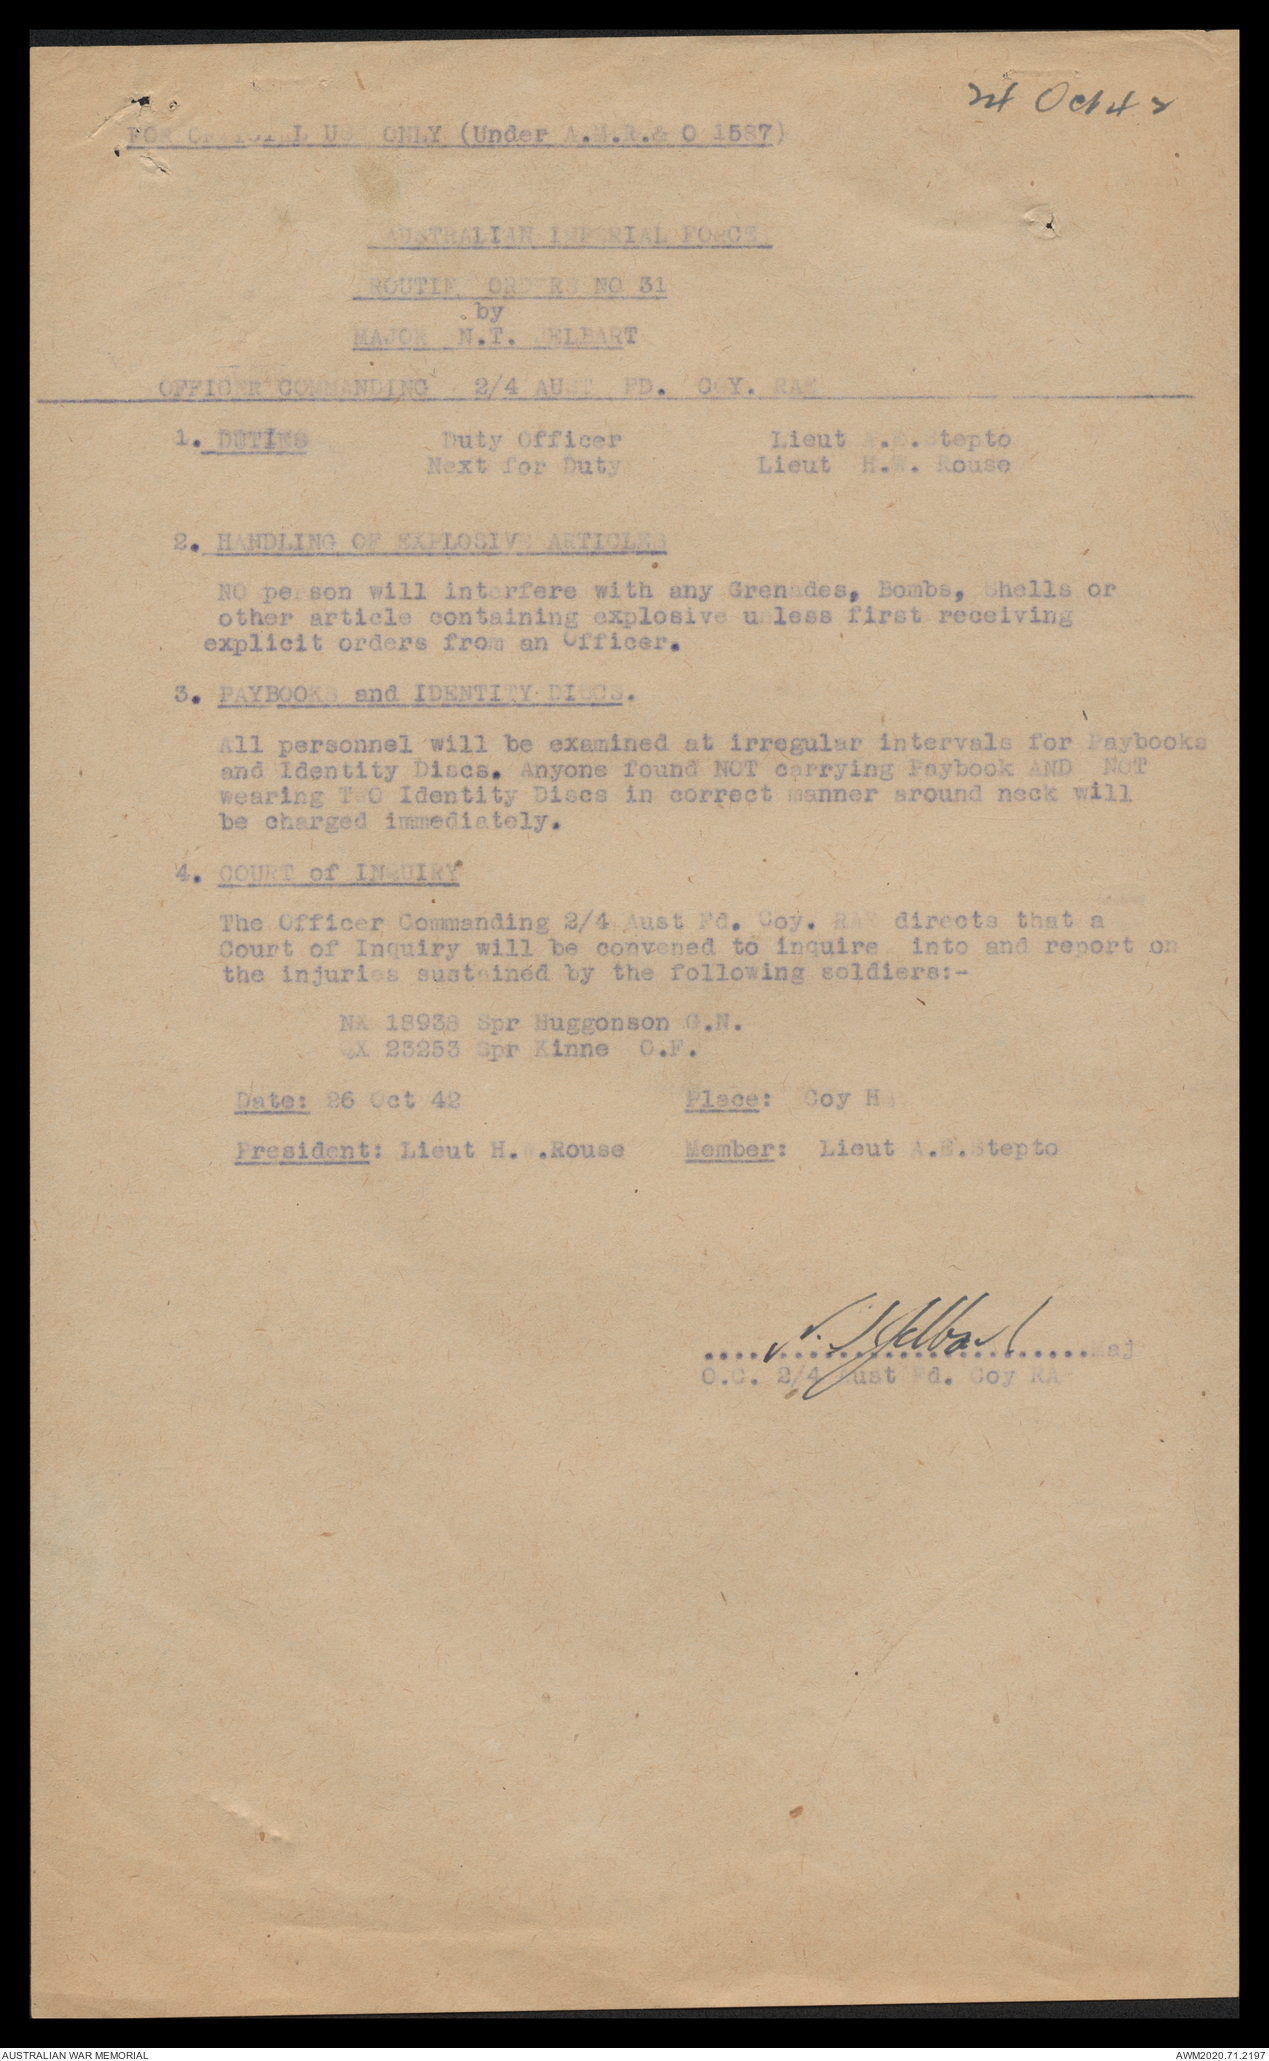 24 Oct 42
FOR OFFICIAL USE ONLY (Under A.M.R.& O 1587)
AUSTRALIAN IMPERIAL FORCE
ROUTINE ORDERS NO 31
by
MAJOR N.T. JELBART
OFFICER COMMANDING 2/4 AUST FD. COY. RAE
1. DUTIES Duty Officer Lieut A.E.Stepto
Next for Duty Lieut H.W. Rouse
2. HANDLING OF EXPLOSIVE ARTICLES
NO person will interfere with any Grenades, Bombs, Shells or
other article containing explosive unless first receiving
explicit orders from an Officer.
3. PAYBOOKS and IDENTITY DISCS.
All personnel will be examined at irregular intervals for Paybooks
and Identity Discs. Anyone found NOT carrying Paybook AND NOT
wearing TWO Identity Discs in correct manner around neck will
be charged immediately.
4. COURT of INQUIRY
The Officer Commanding 2/4 Aust Fd. Coy. RAE directs that a
Court of Inquiry will be convened to inquire into and report on
the injuries sustained by the following soldiers:-
NX 18938 Spr Huggonson G.N.
QX 23253 Spr Kinne O.F.
Date: 26 Oct 42 Place: Coy HQ
President: Lieut H.W.Rouse Member: Lieut A.E.Stepto
N.T. Jelbart
..........................Maj
O.C. 2/4 Aust Fd. Coy RAE
AUSTRALIAN WAR MEMORIAL AWM2020.71.2197